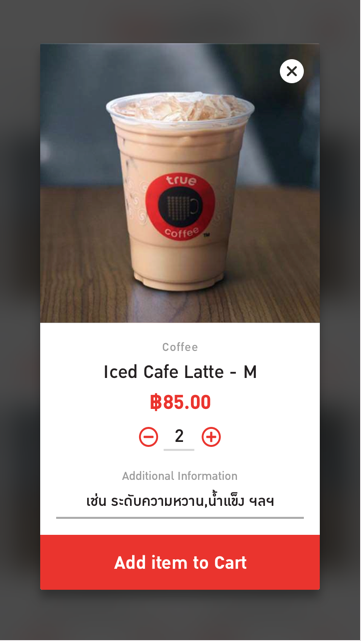 true
coffee
Coffee
Iced Cafe Latte - M
฿85.00
2
Additional Information
เช่น ระดับความหวาน,น้ำแข็ง ฯลฯ
Add item to Cart